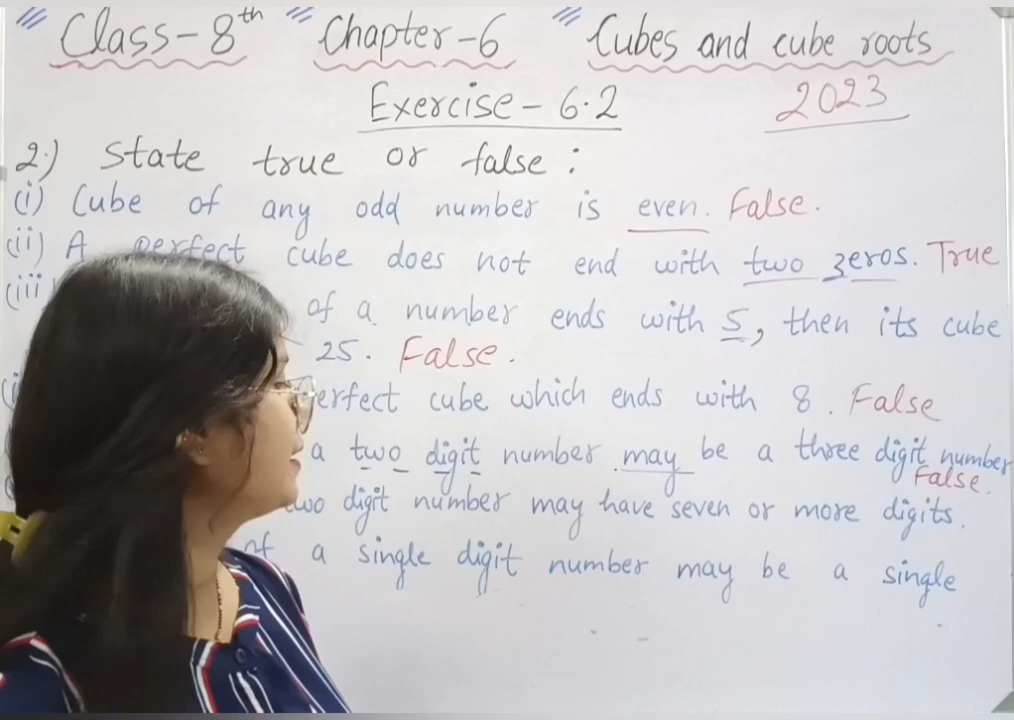 Class-8th Chapter-6 Cubes and cube roots
Exercise-6.2 2023
2.) State true or false :
(i) Cube of any odd number is even. False.
(ii) A perfect cube does not end with two zeros. True
(iii of a number ends with 5, then its cube
25. False.
perfect cube which ends with 8. False
a two digit number may be a three digit number
False.
two digit number may have seven or more digits.
of a single digit number may be a single